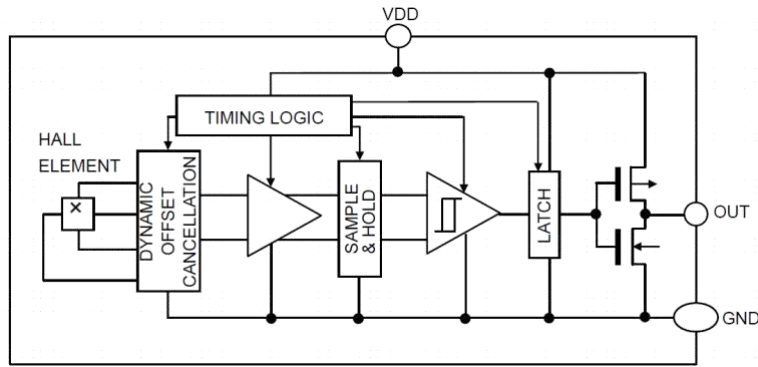 VDD
TIMING LOGIC
HALL
ELEMENT
×
DYNAMIC
OFFSET
CANCELLATION
SAMPLE
& HOLD
LATCH
OUT
GND